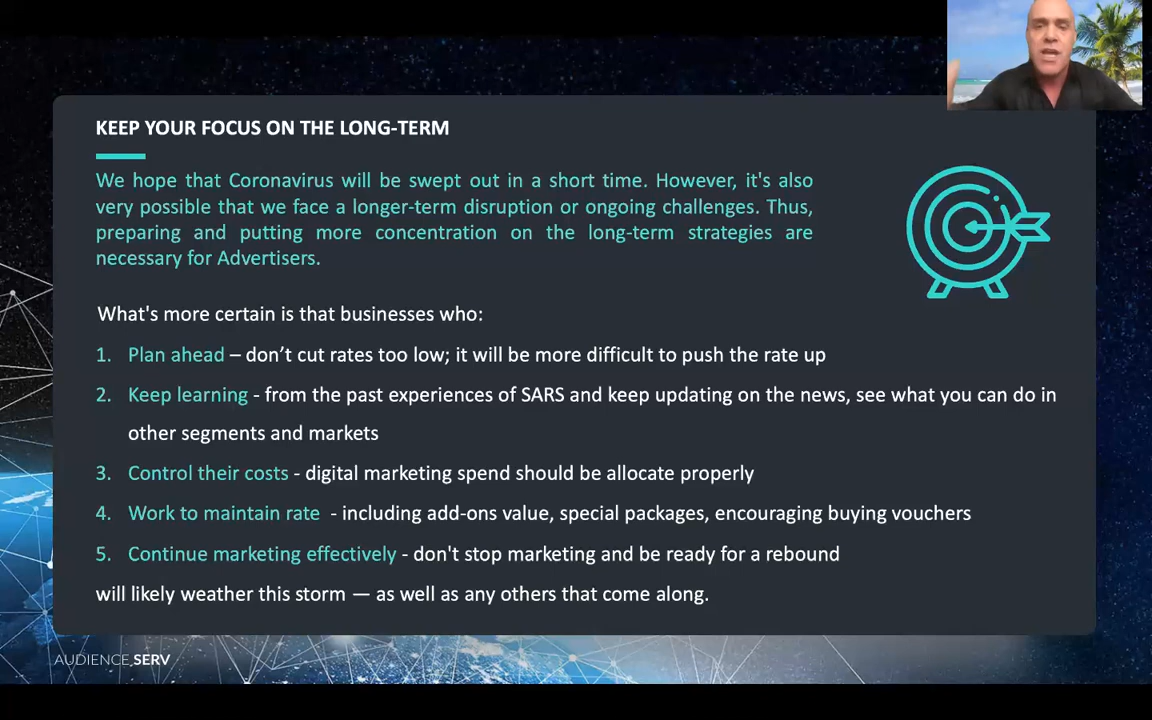 KEEP YOUR FOCUS ON THE LONG-TERM
We hope that Coronavirus will be swept out in a short time. However, it's also
very possible that we face a longer-term disruption or ongoing challenges. Thus,
preparing and putting more concentration on the long-term strategies are
necessary for Advertisers.
What's more certain is that businesses who:
1. Plan ahead – don’t cut rates too low; it will be more difficult to push the rate up
2. Keep learning - from the past experiences of SARS and keep updating on the news, see what you can do in
other segments and markets
3. Control their costs - digital marketing spend should be allocate properly
4. Work to maintain rate - including add-ons value, special packages, encouraging buying vouchers
5. Continue marketing effectively - don't stop marketing and be ready for a rebound
will likely weather this storm — as well as any others that come along.
AUDIENCE.SERV